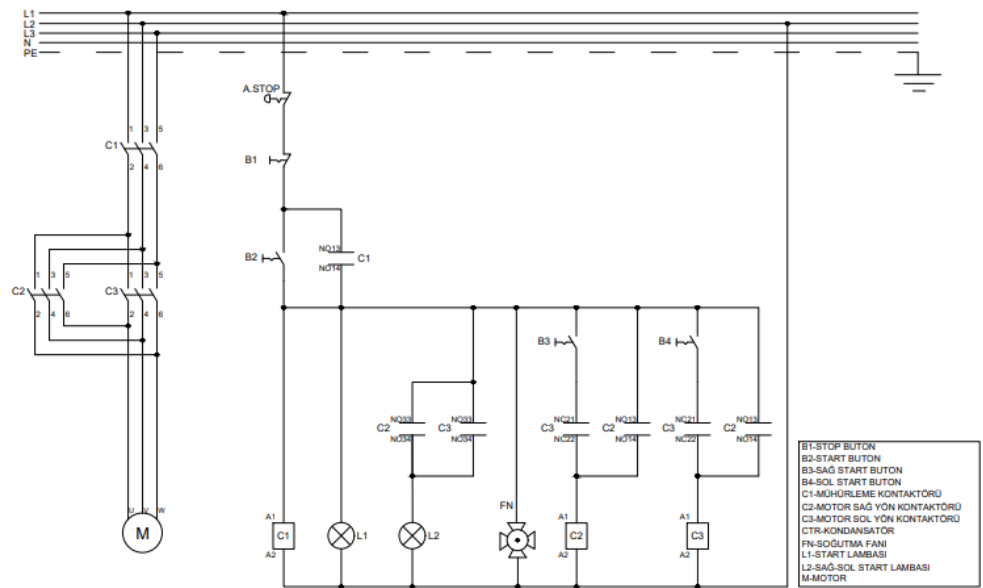 L1
L2
L3
N
PE
A.STOP
1 3 5
C1
2 4 6
B1
B2
NO13
NO14
C1
1 3 5
C2
2 4 6
1 3 5
C3
2 4 6
B3
B4
NO33
C2
NO34
NO33
C3
NO34
NC21
C3
NC22
NO13
C2
NO14
NC21
C3
NC22
NO13
C2
NO14
U V W
M
A1
C1
A2
L1
L2
FN
A1
C2
A2
A1
C3
A2
B1-STOP BUTON
B2-START BUTON
B3-SAĞ START BUTON
B4-SOL START BUTON
C1-MÜHÜRLEME KONTAKTÖRÜ
C2-MOTOR SAĞ YÖN KONTAKTÖRÜ
C3-MOTOR SOL YÖN KONTAKTÖRÜ
CTR-KONDANSATÖR
FN-SOĞUTMA FANI
L1-START LAMBASI
L2-SAĞ-SOL START LAMBASI
M-MOTOR